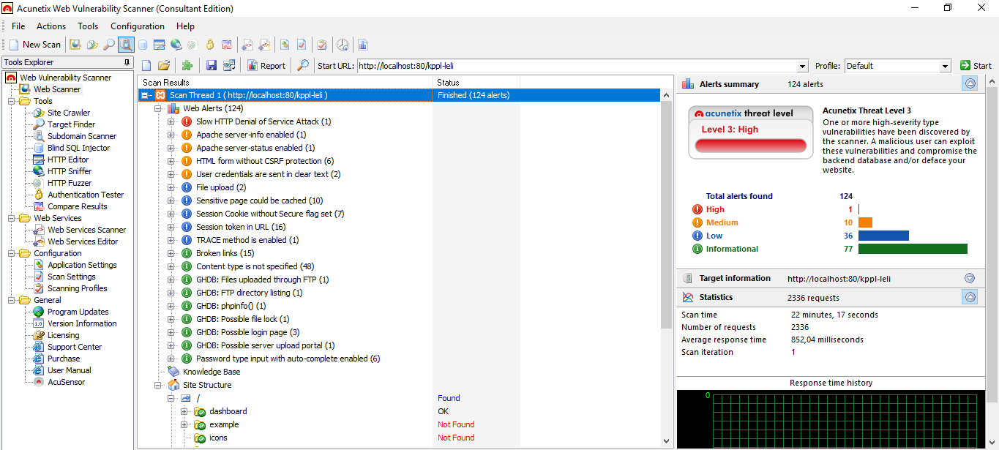 Acunetix Web Vulnerability Scanner (Consultant Edition)
File Actions Tools Configuration Help
New Scan
Tools Explorer
Web Vulnerability Scanner
Web Scanner
Tools
Site Crawler
Target Finder
Subdomain Scanner
Blind SQL Injector
HTTP Editor
HTTP Sniffer
HTTP Fuzzer
Authentication Tester
Compare Results
Web Services
Web Services Scanner
Web Services Editor
Configuration
Application Settings
Scan Settings
Scanning Profiles
General
Program Updates
Version Information
Licensing
Support Center
Purchase
User Manual
AcuSensor
Report Start URL: http://localhost:80/kppl-leli Profile: Default Start
Scan Results Status
Scan Thread 1 ( http://localhost:80/kppl-leli ) Finished (124 alerts)
Web Alerts (124)
Slow HTTP Denial of Service Attack (1)
Apache server-info enabled (1)
Apache server-status enabled (1)
HTML form without CSRF protection (6)
User credentials are sent in clear text (2)
File upload (2)
Sensitive page could be cached (10)
Session Cookie without Secure flag set (7)
Session token in URL (16)
TRACE method is enabled (1)
Broken links (15)
Content type is not specified (48)
GHDB: Files uploaded through FTP (1)
GHDB: FTP directory listing (1)
GHDB: phpinfo() (1)
GHDB: Possible file lock (1)
GHDB: Possible login page (3)
GHDB: Possible server upload portal (1)
Password type input with auto-complete enabled (6)
Knowledge Base
Site Structure
/ Found
dashboard OK
example Not Found
icons Not Found
Alerts summary 124 alerts
acunetix threat level
Level 3: High
Acunetix Threat Level 3
One or more high-severity type
vulnerabilities have been discovered by
the scanner. A malicious user can exploit
these vulnerabilities and compromise the
backend database and/or deface your
website.
Total alerts found 124
High 1
Medium 10
Low 36
Informational 77
Target information http://localhost:80/kppl-leli
Statistics 2336 requests
Scan time 22 minutes, 17 seconds
Number of requests 2336
Average response time 852,04 milliseconds
Scan iteration 1
Response time history
0